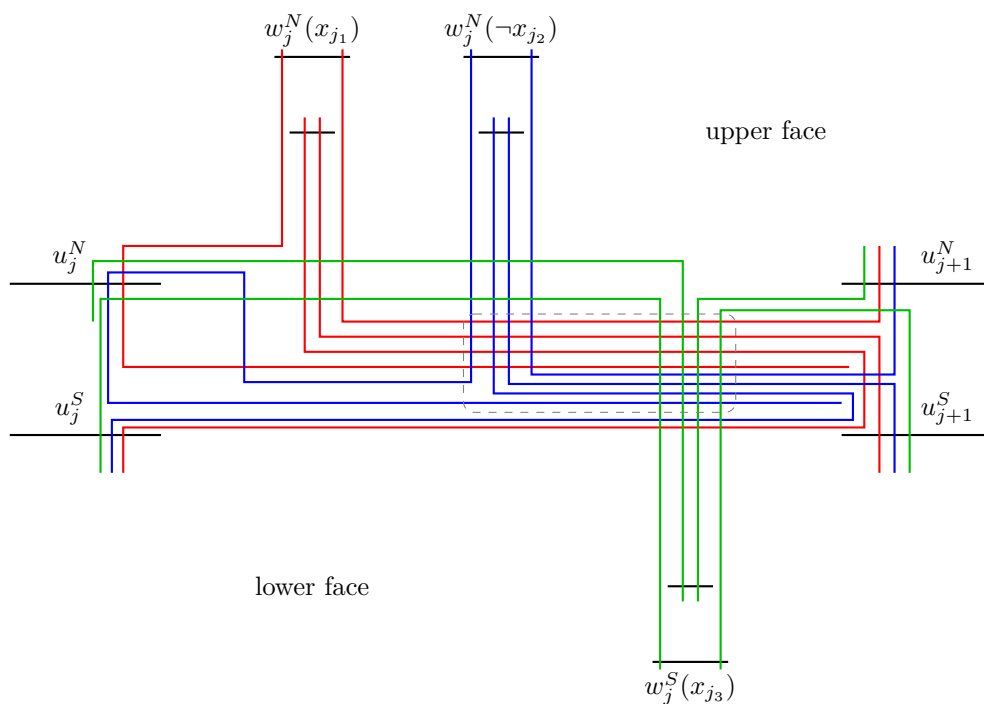 w_j^N(x_{j_1}) w_j^N(¬x_{j_2})
upper face
u_j^N u_{j+1}^N
u_j^S u_{j+1}^S
lower face
w_j^S(x_{j_3})